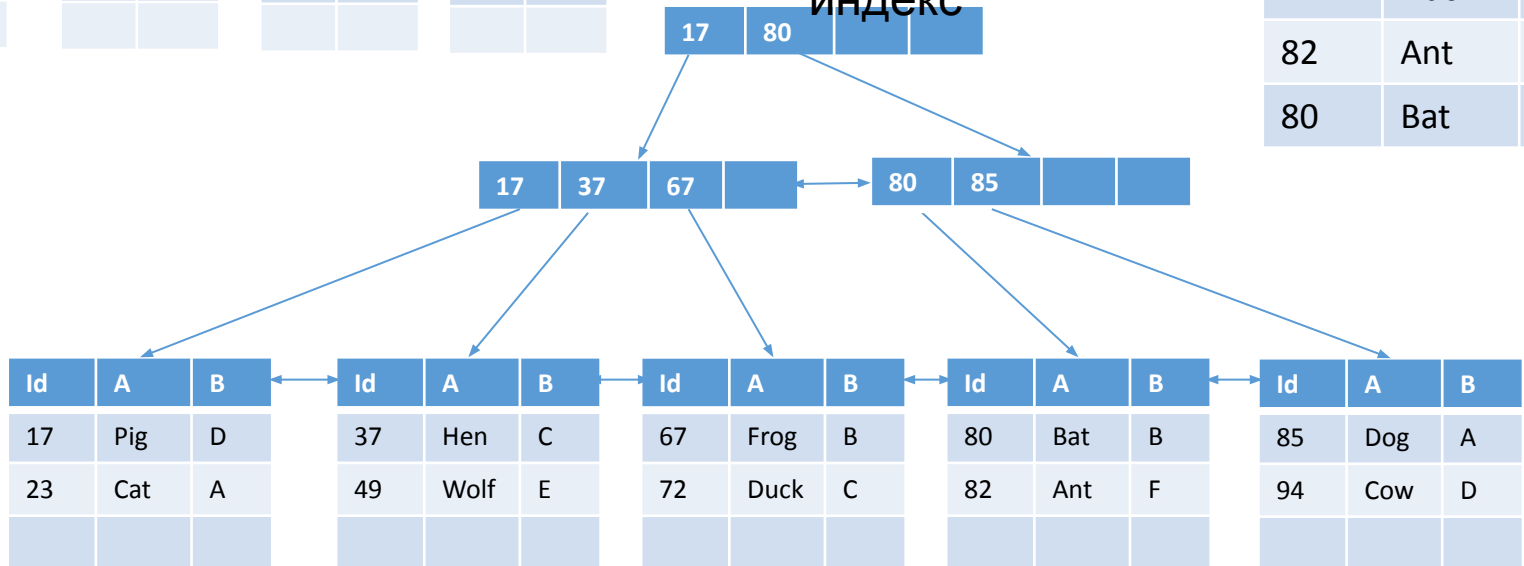 индекс
17 80
82 Ant
80 Bat
17 37 67
80 85
Id A B
17 Pig D
23 Cat A
Id A B
37 Hen C
49 Wolf E
Id A B
67 Frog B
72 Duck C
Id A B
80 Bat B
82 Ant F
Id A B
85 Dog A
94 Cow D